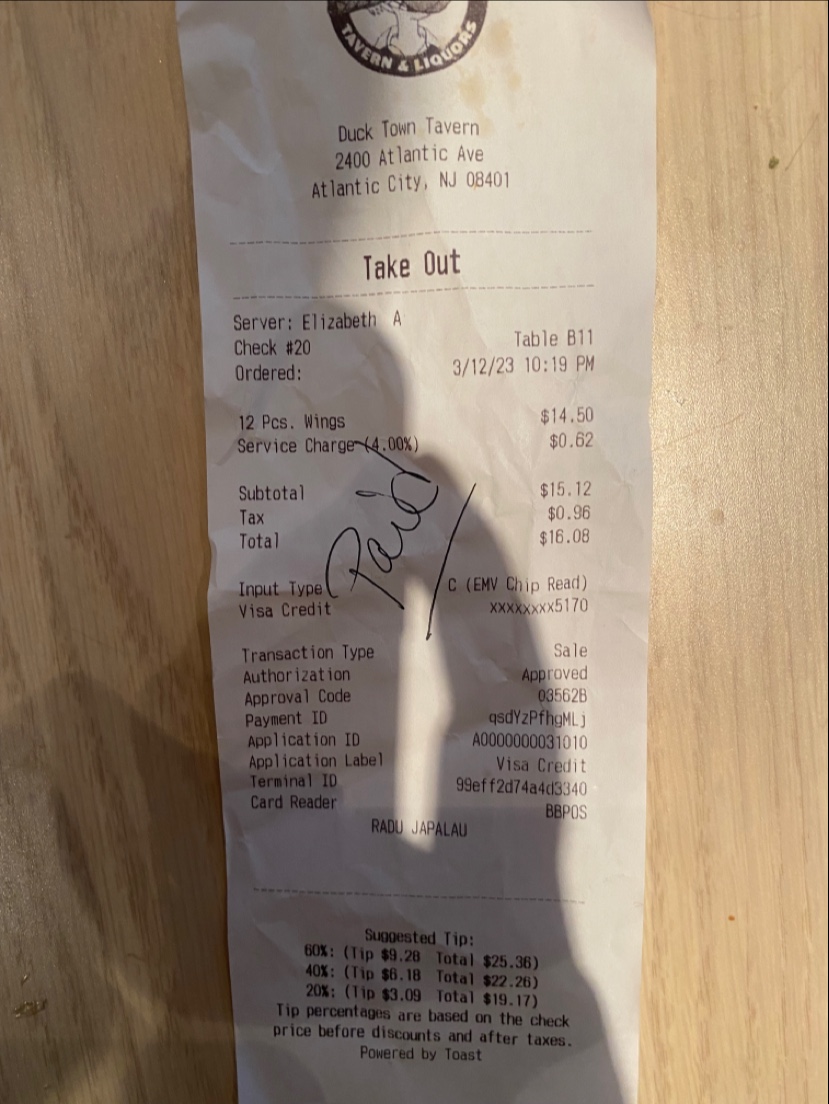 TAVERN & LIQUORS
Duck Town Tavern
2400 Atlantic Ave
Atlantic City, NJ 08401
Take Out
Server: Elizabeth A
Check #20 Table B11
Ordered: 3/12/23 10:19 PM
12 Pcs. Wings $14.50
Service Charge (4.00%) $0.62
Subtotal $15.12
Tax $0.96
Total $16.08
Paid
Input Type C (EMV Chip Read)
Visa Credit xxxxxxxx5170
Transaction Type Sale
Authorization Approved
Approval Code 03562B
Payment ID qsdYzPfhgMLj
Application ID A0000000031010
Application Label Visa Credit
Terminal ID 99eff2d74a4d3340
Card Reader BBPOS
RADU JAPALAU
Suggested Tip:
60%: (Tip $9.28 Total $25.36)
40%: (Tip $6.18 Total $22.26)
20%: (Tip $3.09 Total $19.17)
Tip percentages are based on the check
price before discounts and after taxes.
Powered by Toast